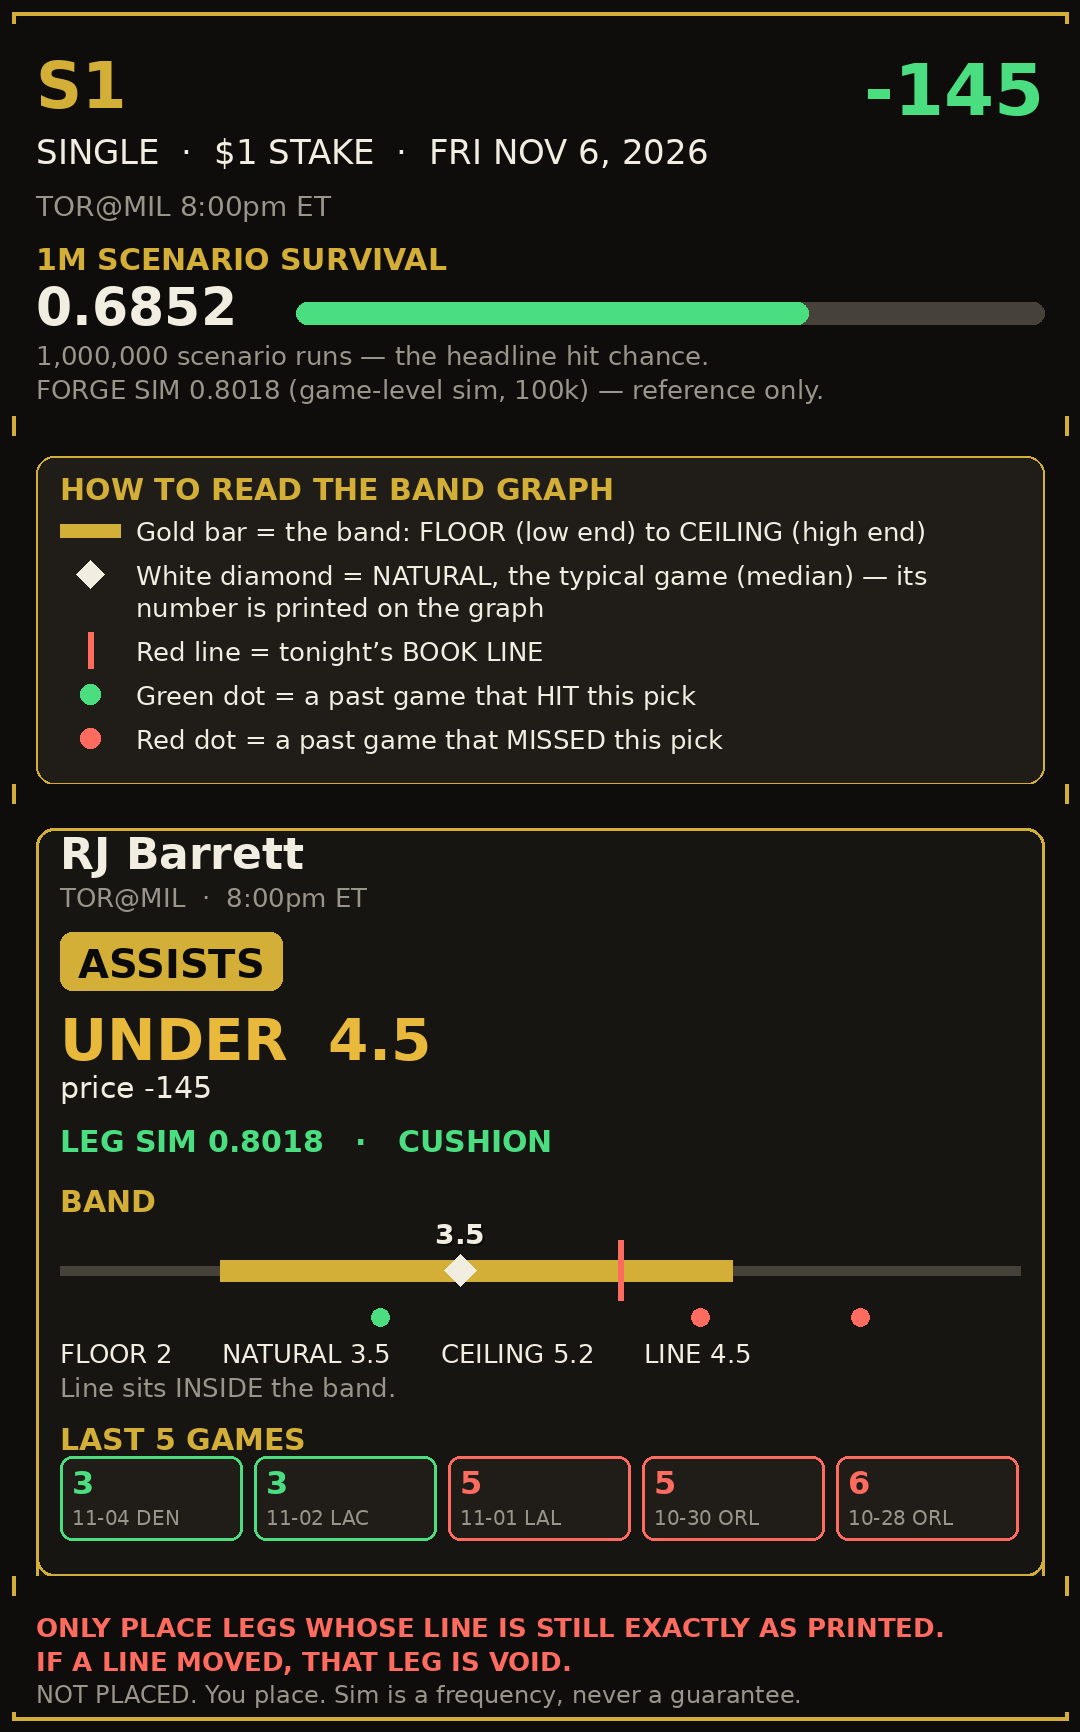 S1
-145
SINGLE · $1 STAKE · FRI NOV 6, 2026
TOR@MIL 8:00pm ET
1M SCENARIO SURVIVAL
0.6852
1,000,000 scenario runs — the headline hit chance.
FORGE SIM 0.8018 (game-level sim, 100k) — reference only.
HOW TO READ THE BAND GRAPH
Gold bar = the band: FLOOR (low end) to CEILING (high end)
White diamond = NATURAL, the typical game (median) — its
number is printed on the graph
Red line = tonight’s BOOK LINE
Green dot = a past game that HIT this pick
Red dot = a past game that MISSED this pick
RJ Barrett
TOR@MIL · 8:00pm ET
ASSISTS
UNDER 4.5
price -145
LEG SIM 0.8018 · CUSHION
BAND
3.5
FLOOR 2 NATURAL 3.5 CEILING 5.2 LINE 4.5
Line sits INSIDE the band.
LAST 5 GAMES
3 3 5 5 6
11-04 DEN 11-02 LAC 11-01 LAL 10-30 ORL 10-28 ORL
ONLY PLACE LEGS WHOSE LINE IS STILL EXACTLY AS PRINTED.
IF A LINE MOVED, THAT LEG IS VOID.
NOT PLACED. You place. Sim is a frequency, never a guarantee.